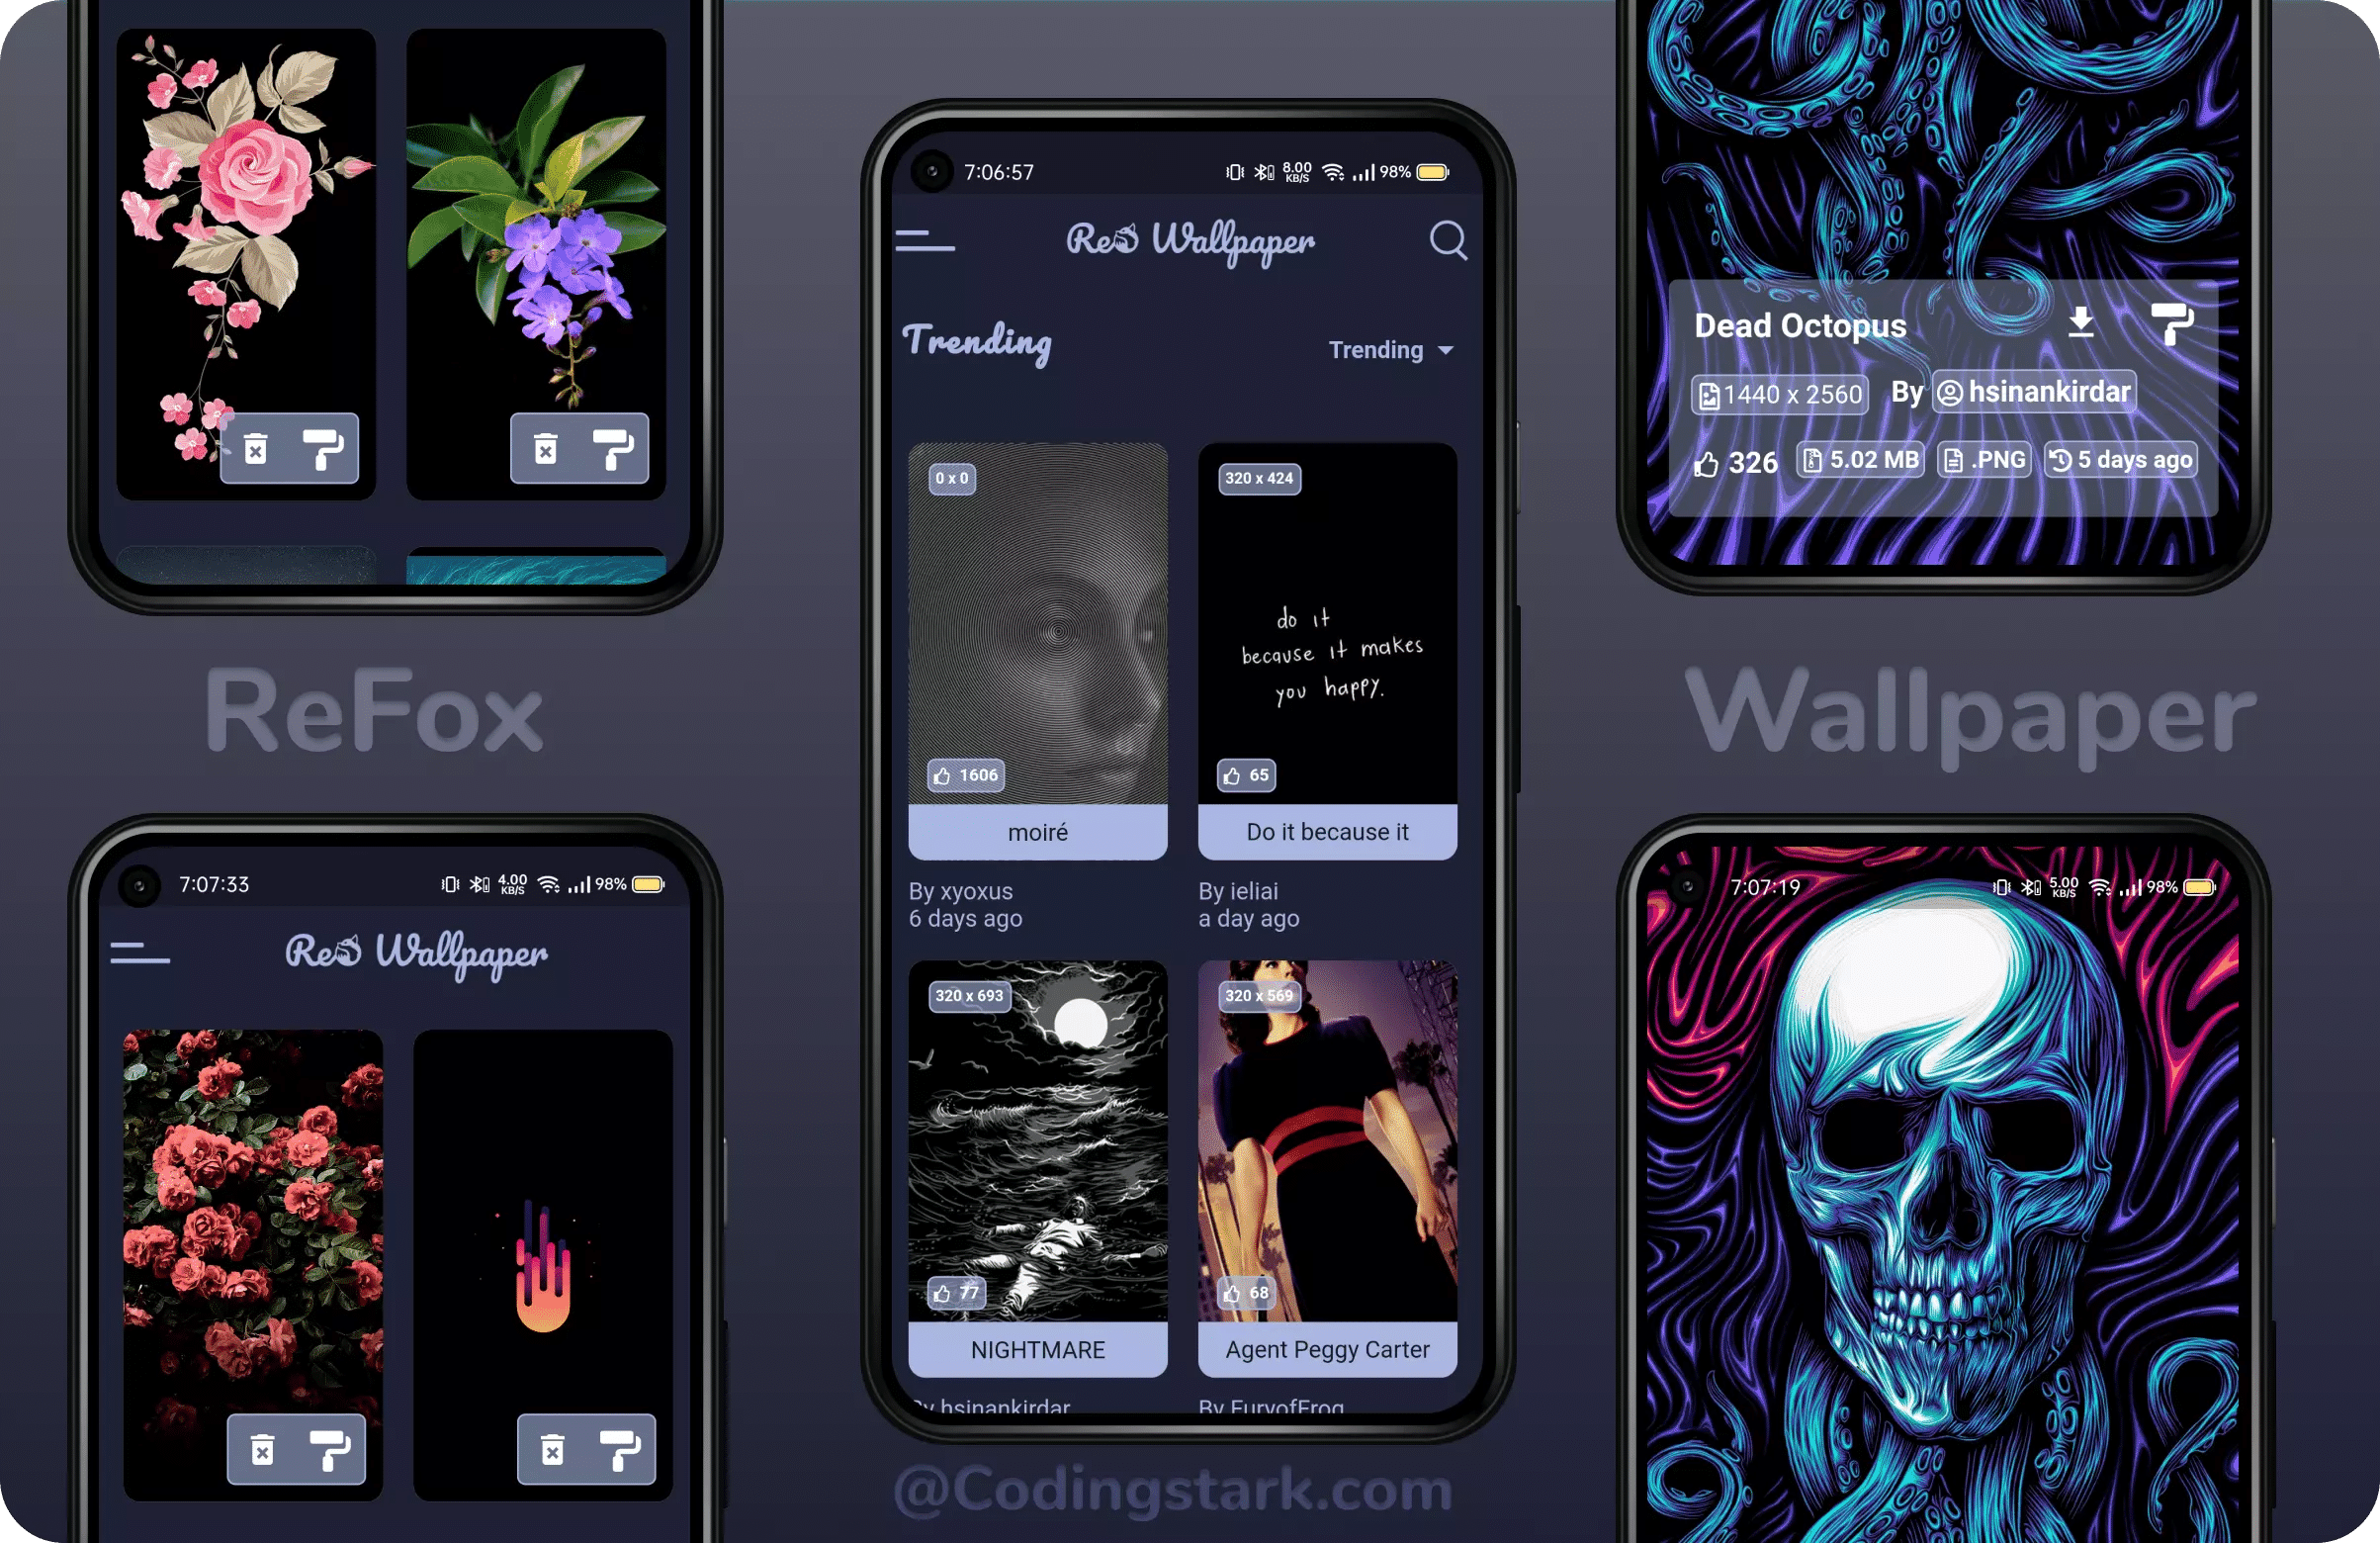 7:06:57
8.00
KB/S
98%
Re Wallpaper
Trending
Trending
0 x 0
320 x 424
do it
because it makes
you happy.
1606
65
moiré
Do it because it
By xyoxus
6 days ago
By ieliai
a day ago
320 x 693
320 x 569
77
68
NIGHTMARE
Agent Peggy Carter
By hsinankirdar
By FuryofFrog
Dead Octopus
1440 x 2560
By hsinankirdar
326
5.02 MB
.PNG
5 days ago
ReFox
Wallpaper
7:07:33
4.00
KB/S
98%
Re Wallpaper
7:07:19
5.00
KB/S
98%
@Codingstark.com